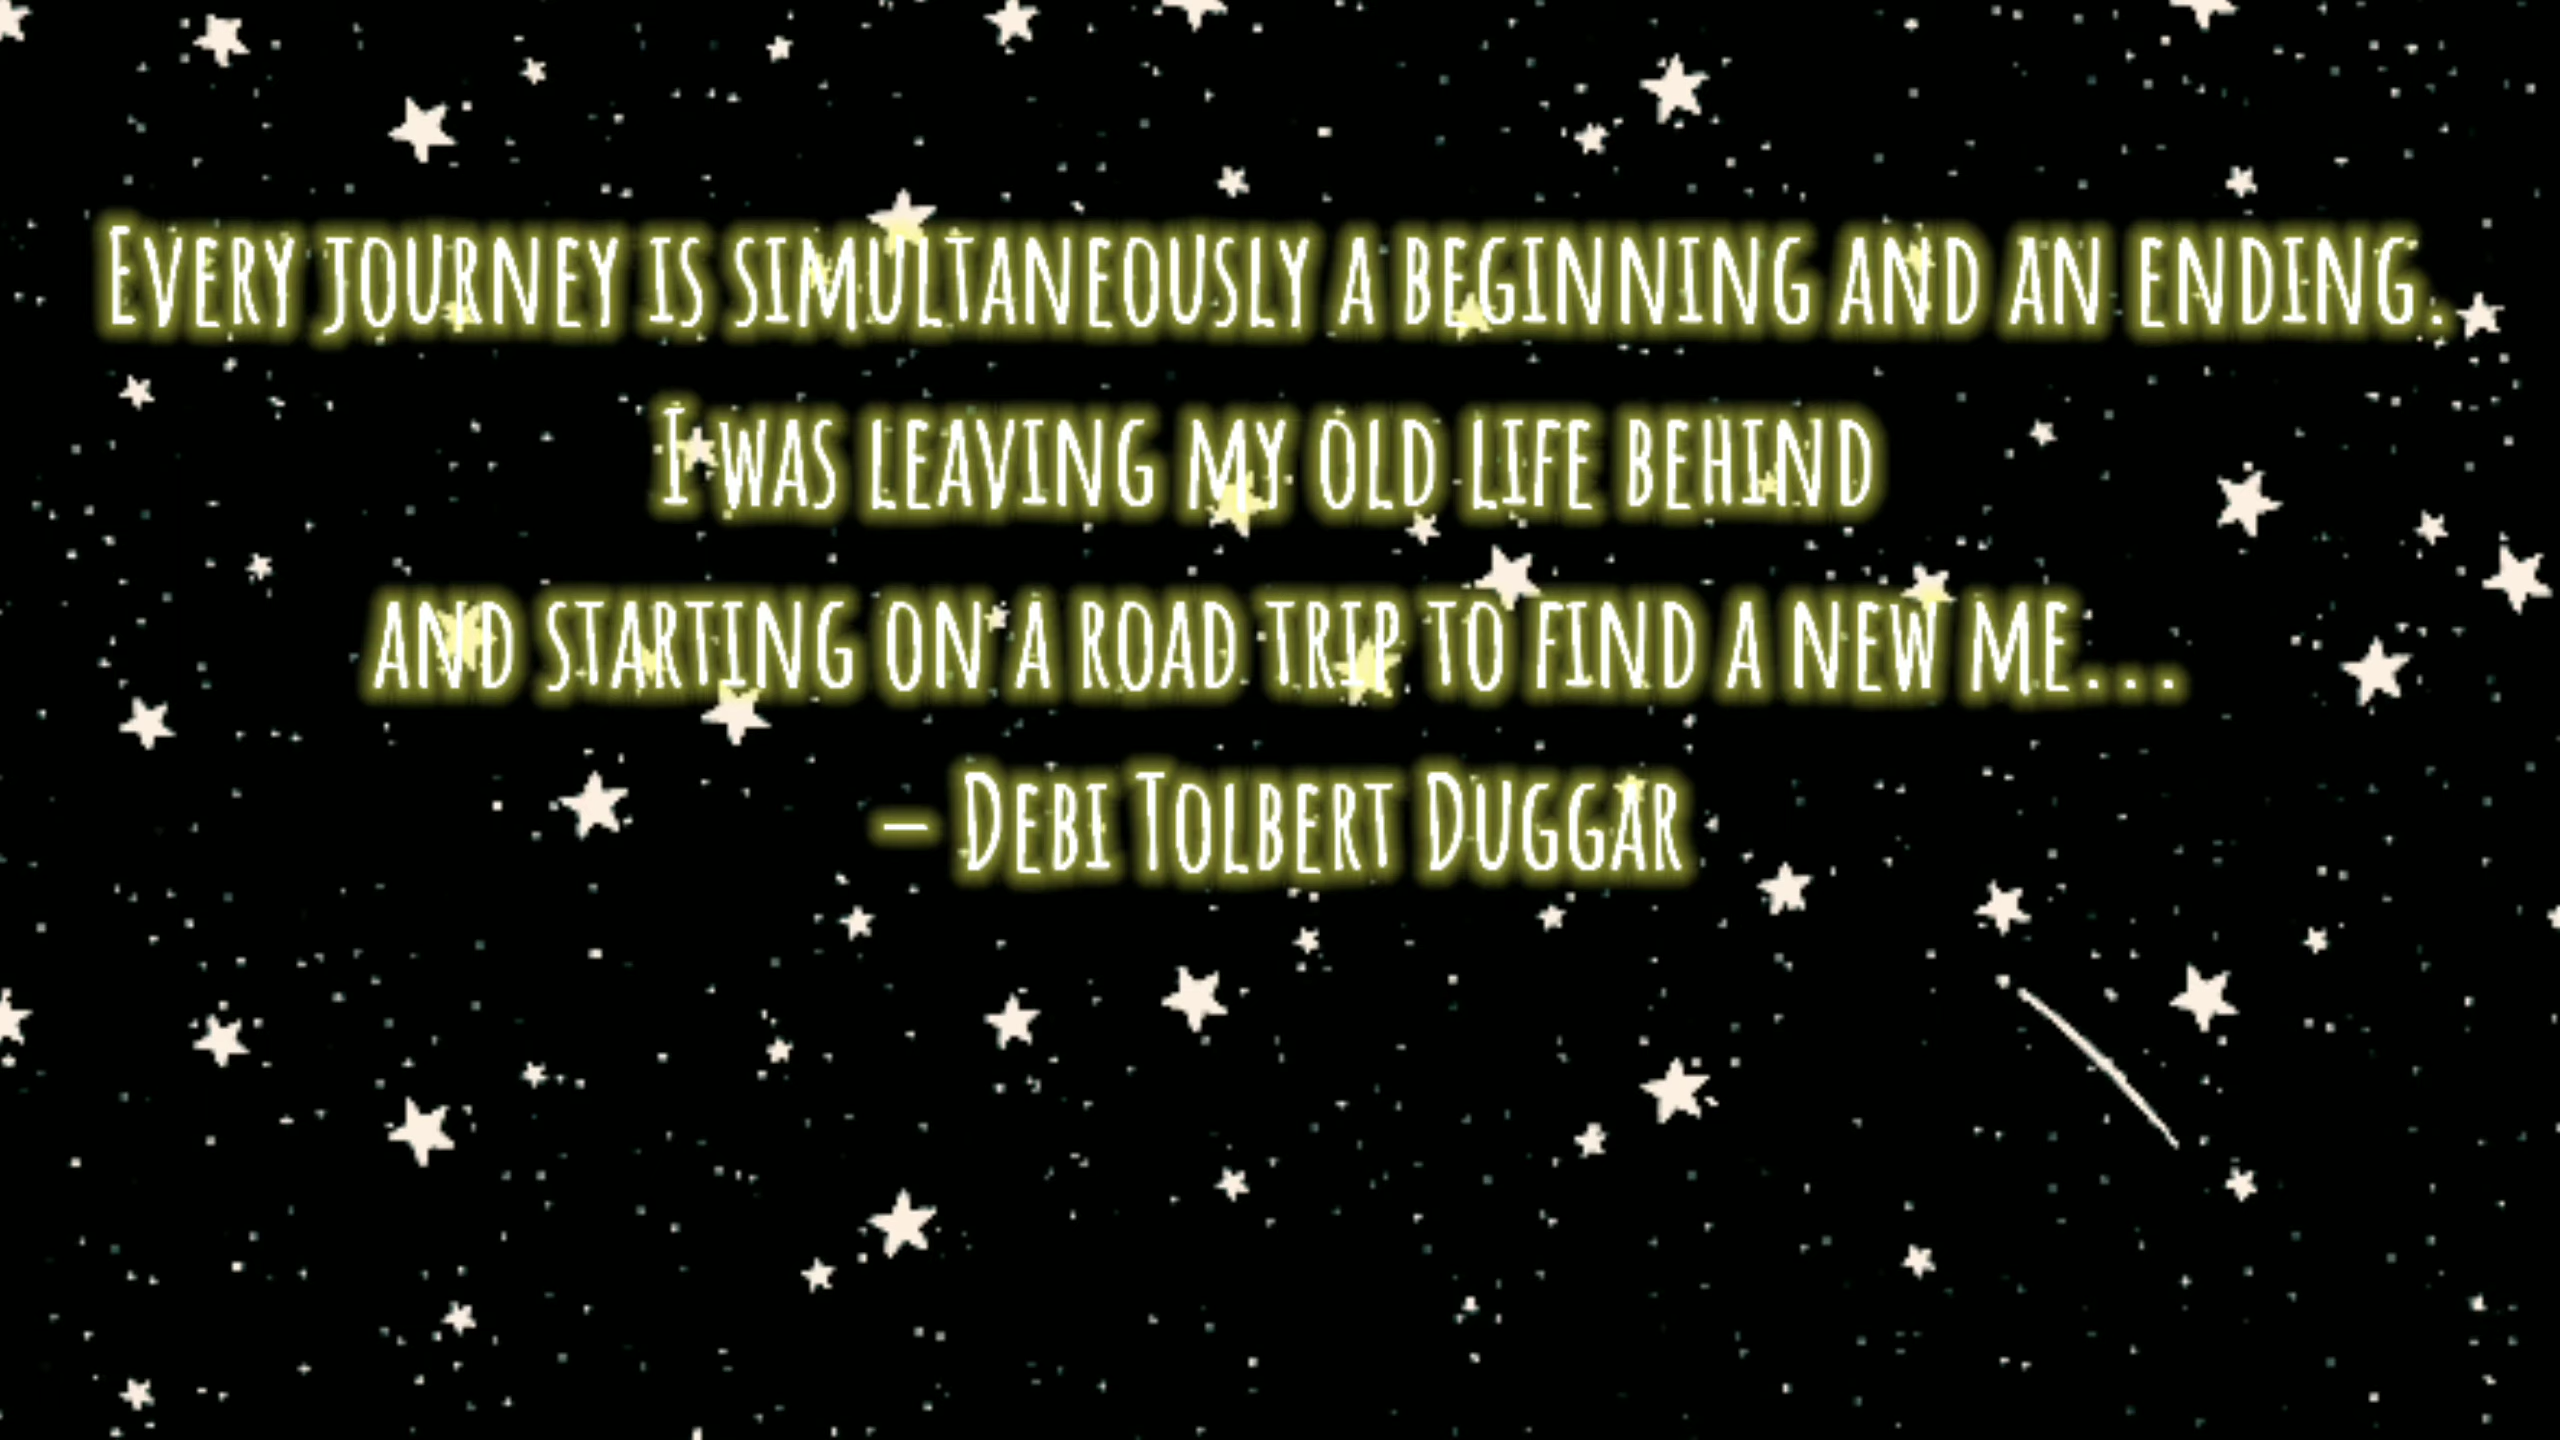 Every journey is simultaneously a beginning and an ending.
I was leaving my old life behind
and starting on a road trip to find a new me...
– Debi Tolbert Duggar